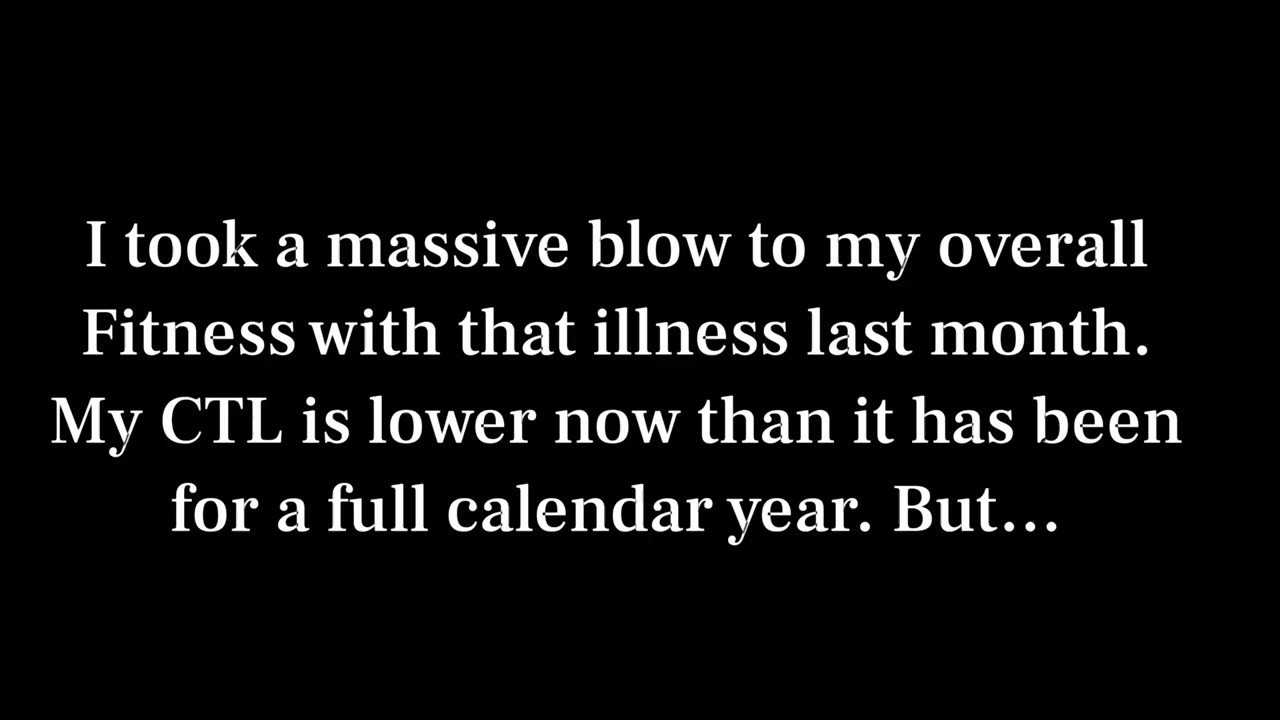 I took a massive blow to my overall
Fitness with that illness last month.
My CTL is lower now than it has been
for a full calendar year. But...